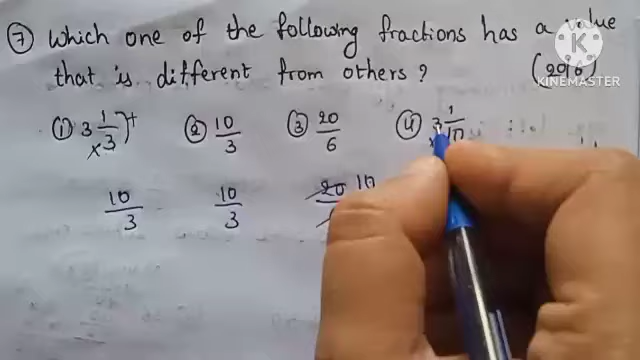 ⑦ Which one of the following fractions has a value
that is different from others? (2016)
① 3 1/3 ② 10/3 ③ 20/6 ④ 3 1/10
10/3 10/3 20 10
KINEMASTER